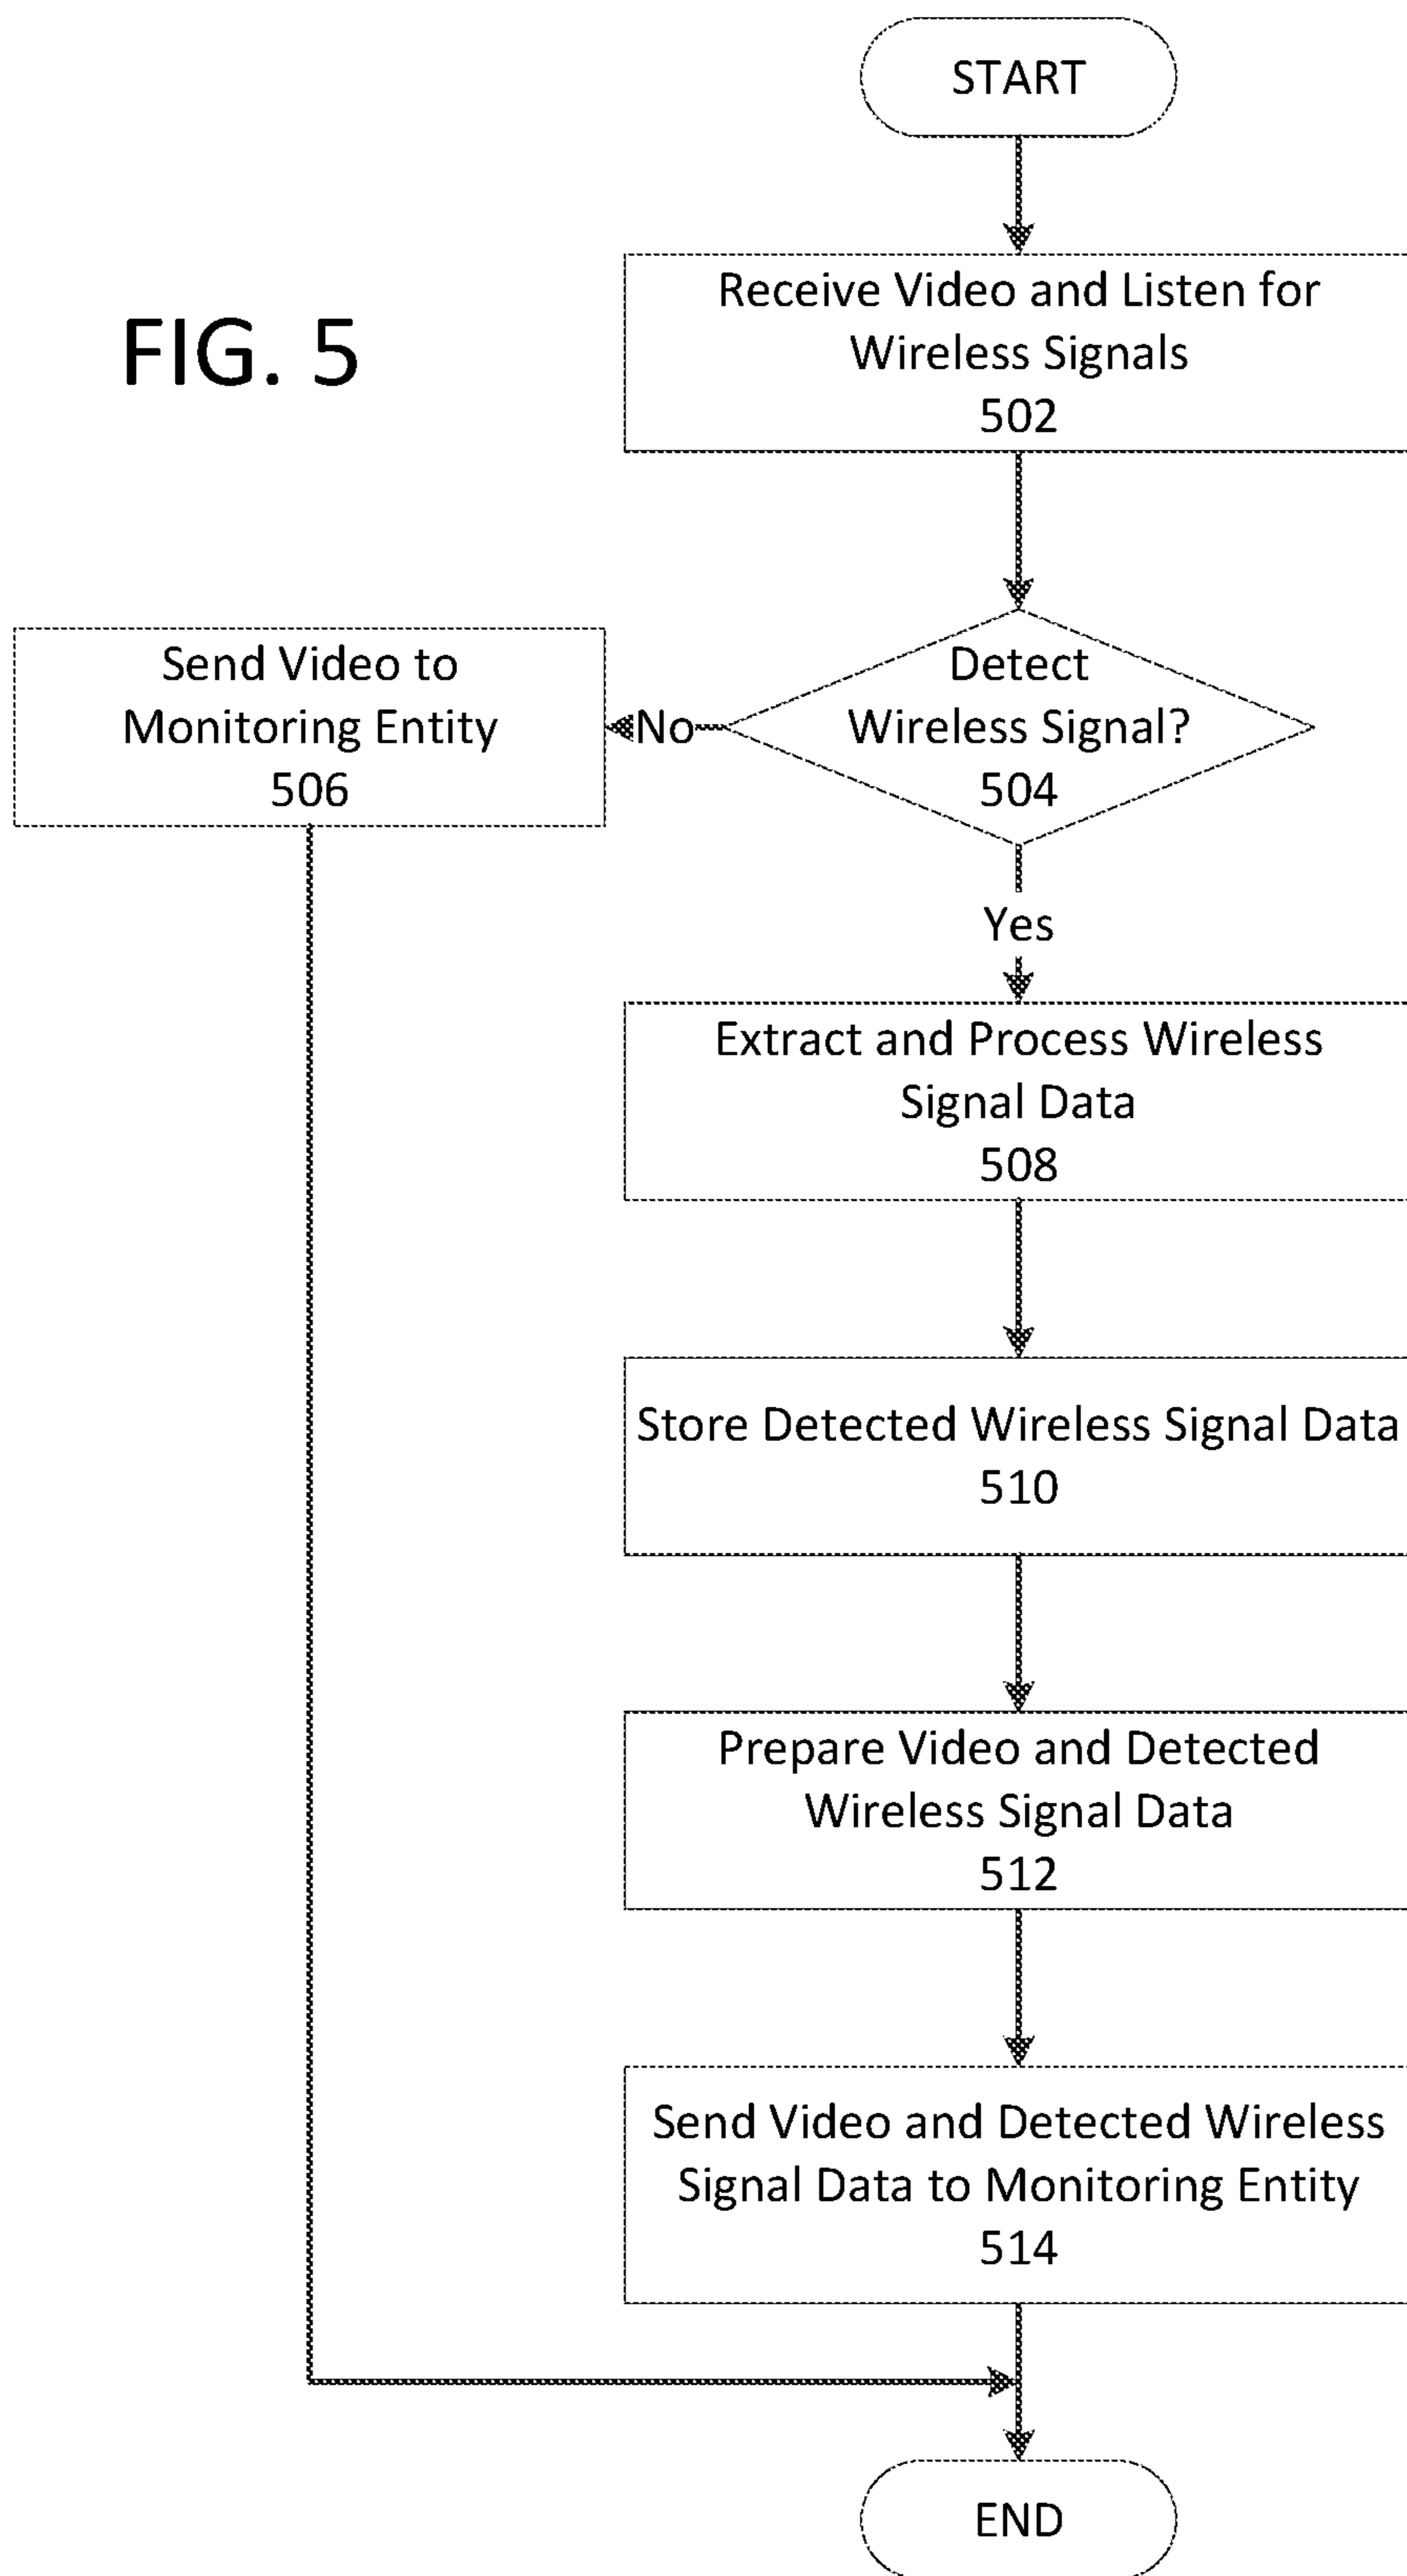 START
FIG. 5
Receive Video and Listen for
Wireless Signals
502
Detect
Wireless Signal?
504
No
Send Video to
Monitoring Entity
506
Yes
Extract and Process Wireless
Signal Data
508
Store Detected Wireless Signal Data
510
Prepare Video and Detected
Wireless Signal Data
512
Send Video and Detected Wireless
Signal Data to Monitoring Entity
514
END